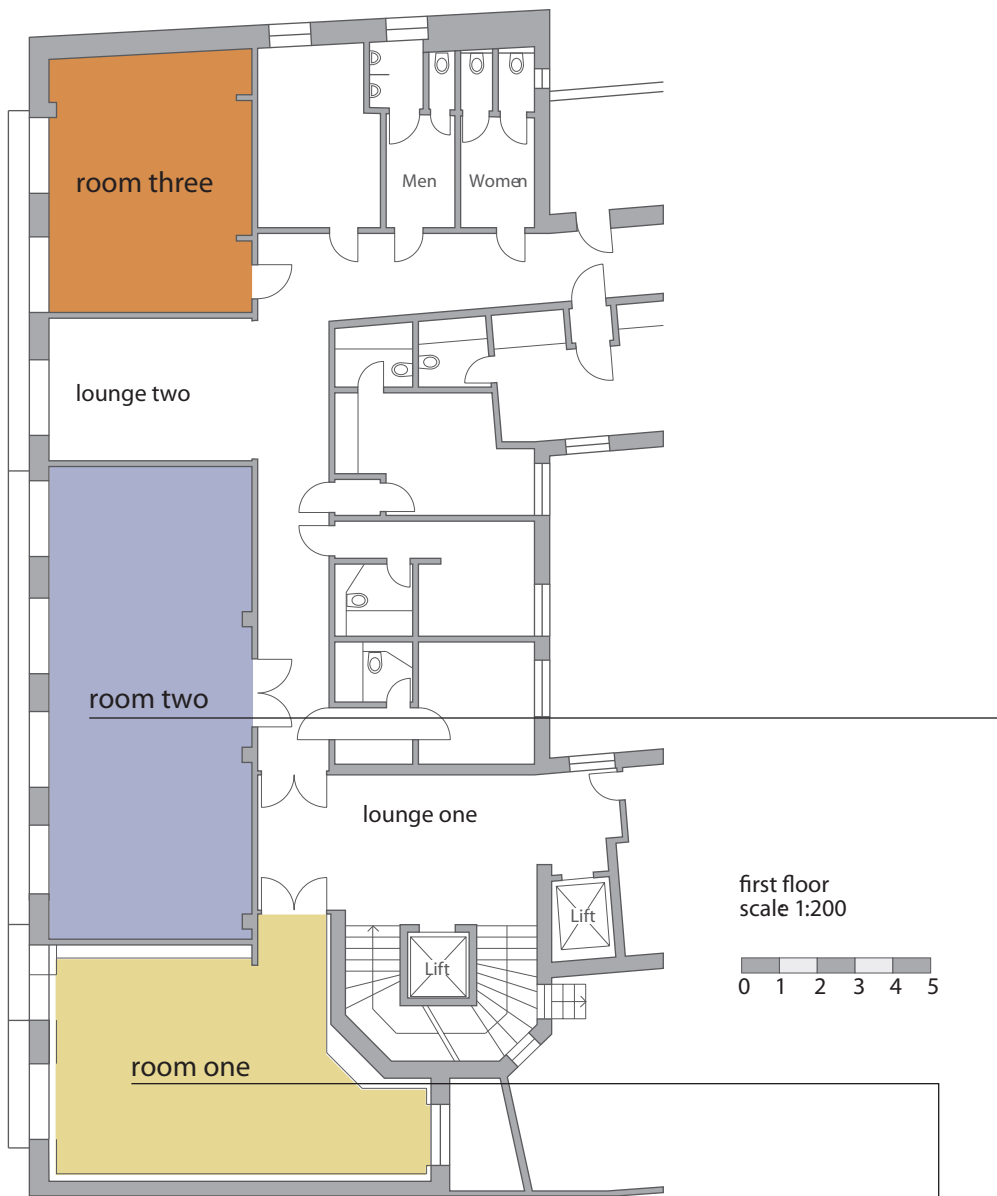 room three
Men
Women
lounge two
room two
lounge one
first floor
scale 1:200
Lift
0 1 2 3 4 5
Lift
room one